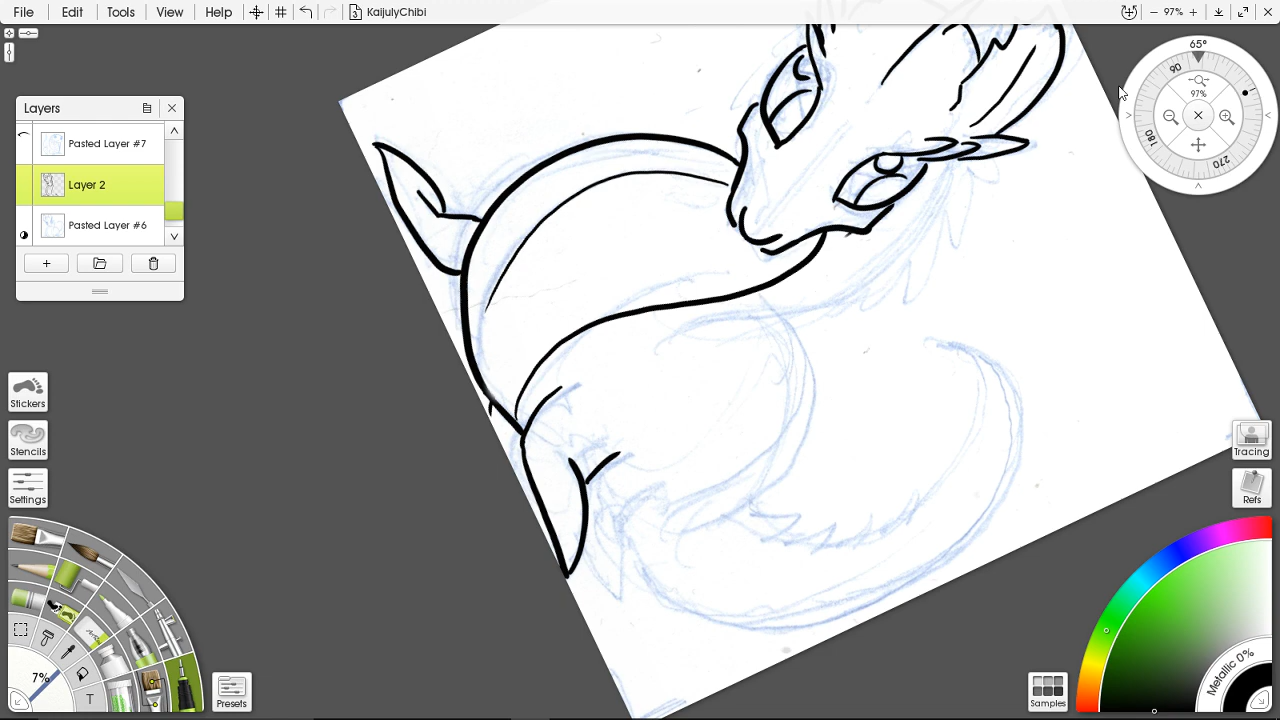 File Edit Tools View Help 3 KaijulyChibi 97%
Layers
Pasted Layer #7
Layer 2
Pasted Layer #6
65°
90
97%
180
270
Stickers
Stencils
Settings
Tracing
Refs
7%
T
Presets
Samples
Metallic 0%